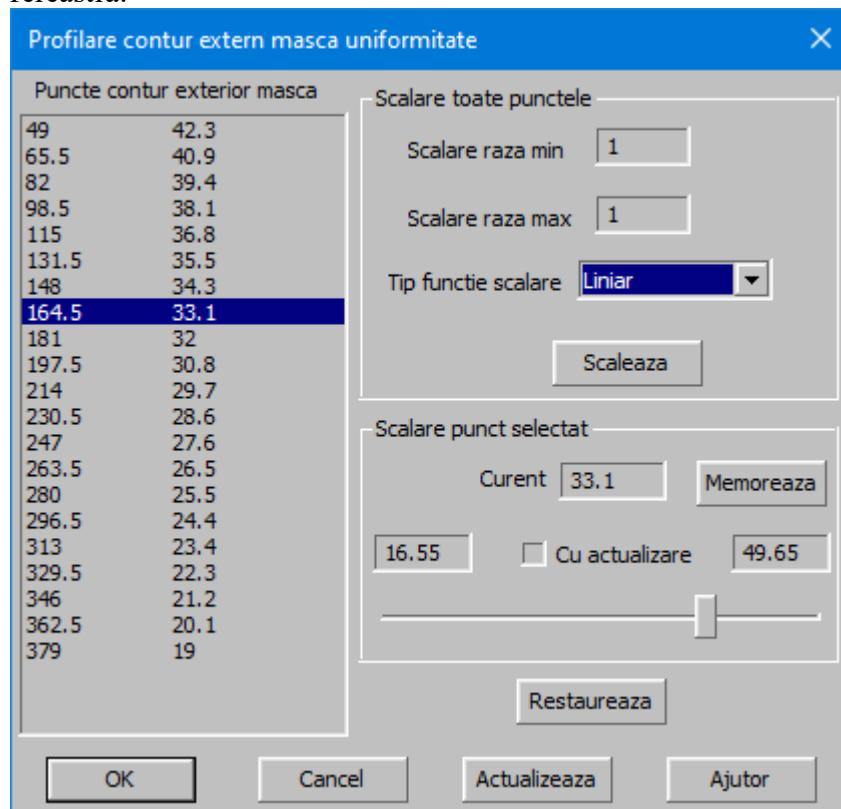 Profilare contur extern masca uniformitate
Puncte contur exterior masca
49 42.3
65.5 40.9
82 39.4
98.5 38.1
115 36.8
131.5 35.5
148 34.3
164.5 33.1
181 32
197.5 30.8
214 29.7
230.5 28.6
247 27.6
263.5 26.5
280 25.5
296.5 24.4
313 23.4
329.5 22.3
346 21.2
362.5 20.1
379 19
Scalare toate punctele
Scalare raza min 1
Scalare raza max 1
Tip functie scalare Liniar
Scaleaza
Scalare punct selectat
Curent 33.1 Memoreaza
16.55 Cu actualizare 49.65
Restaureaza
OK Cancel Actualizeaza Ajutor